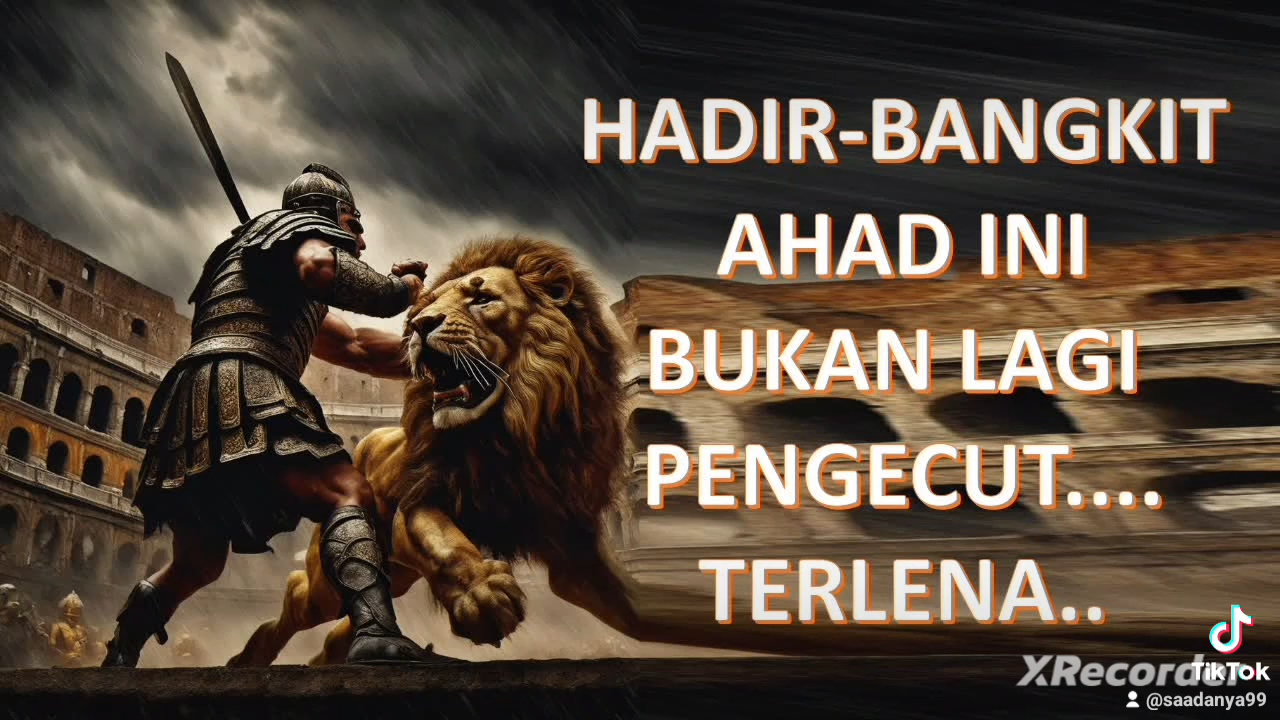 HADIR-BANGKIT
AHAD INI
BUKAN LAGI
PENGECUT....
TERLENA..
XRecorder
TikTok
@saadanya99